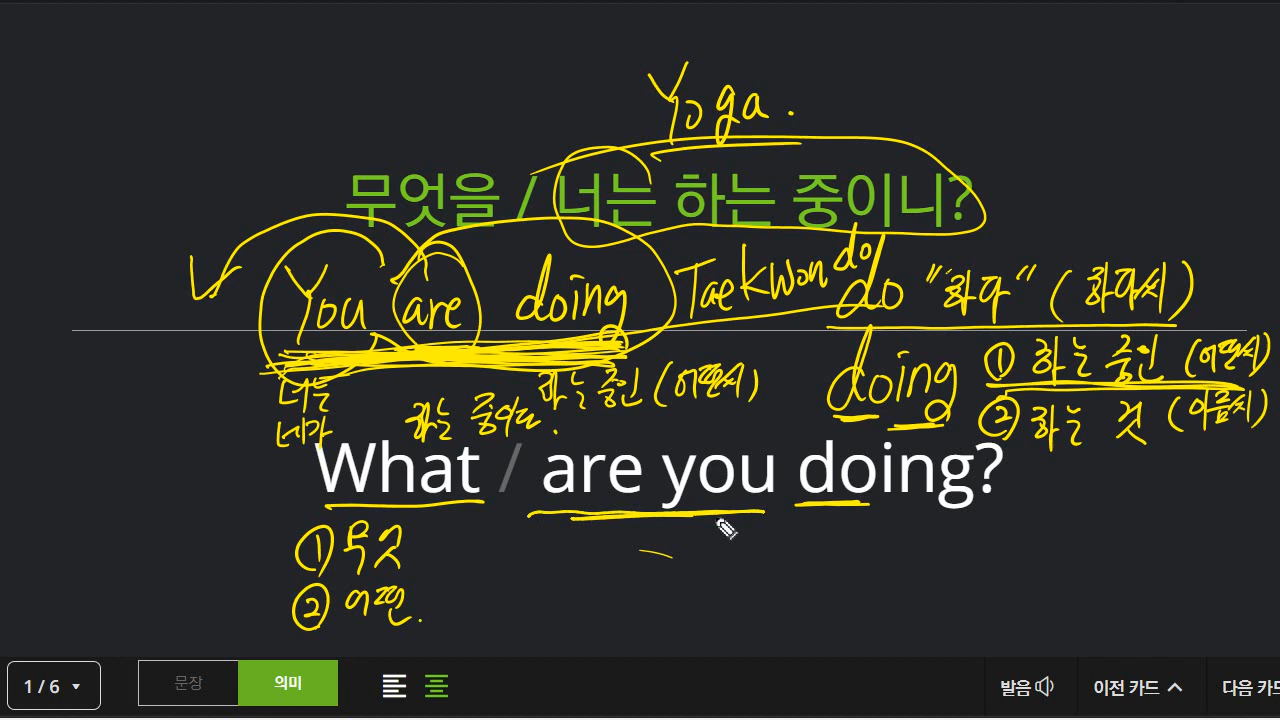 Yoga.
무엇을 / 너는 하는 중이니?
You are doing TaeKwondo
do "하다" (하다씨)
doing ① 하는 중인 (어떤씨)
② 하는 것 (이름씨)
너는
네가
하는 중이다.
하는 중인 (어떤씨)
What / are you doing?
① 무엇
② 어떤.
1 / 6
문장
의미
발음
이전 카드
다음 카드